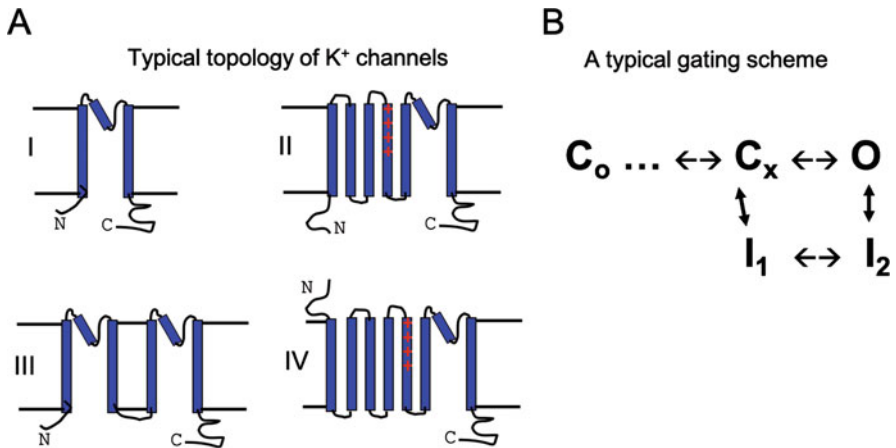 A
Typical topology of K⁺ channels
I
N
C
II
+
+
+
+
N
C
III
N
C
IV
N
+
+
+
+
C
B
A typical gating scheme
Cₒ ... ↔ Cₓ ↔ O
I₁ ↔ I₂